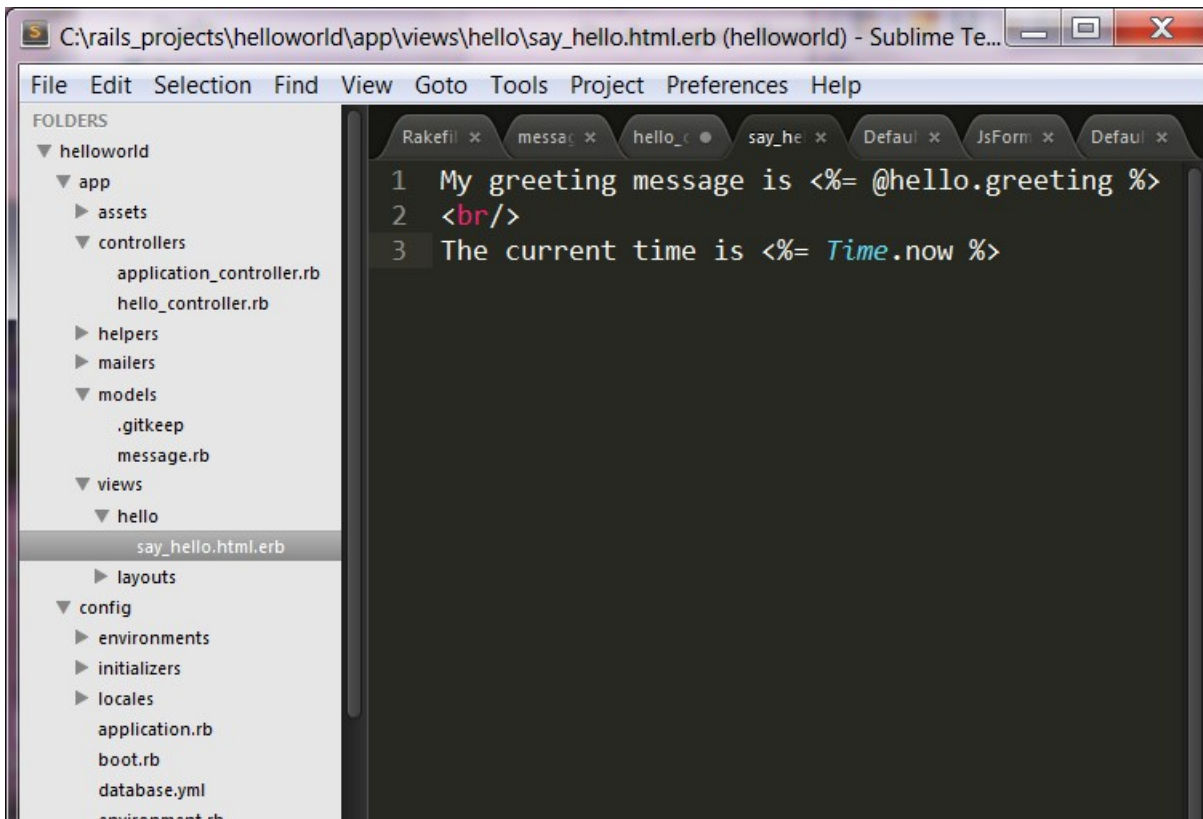 C:\rails_projects\helloworld\app\views\hello\say_hello.html.erb (helloworld) - Sublime Te...
File Edit Selection Find View Goto Tools Project Preferences Help
FOLDERS
helloworld
app
assets
controllers
application_controller.rb
hello_controller.rb
helpers
mailers
models
.gitkeep
message.rb
views
hello
say_hello.html.erb
layouts
config
environments
initializers
locales
application.rb
boot.rb
database.yml
environment.rb
Rakefil messag hello_c say_he Defaul JsForm Defaul
1 My greeting message is <%= @hello.greeting %>
2 <br/>
3 The current time is <%= Time.now %>